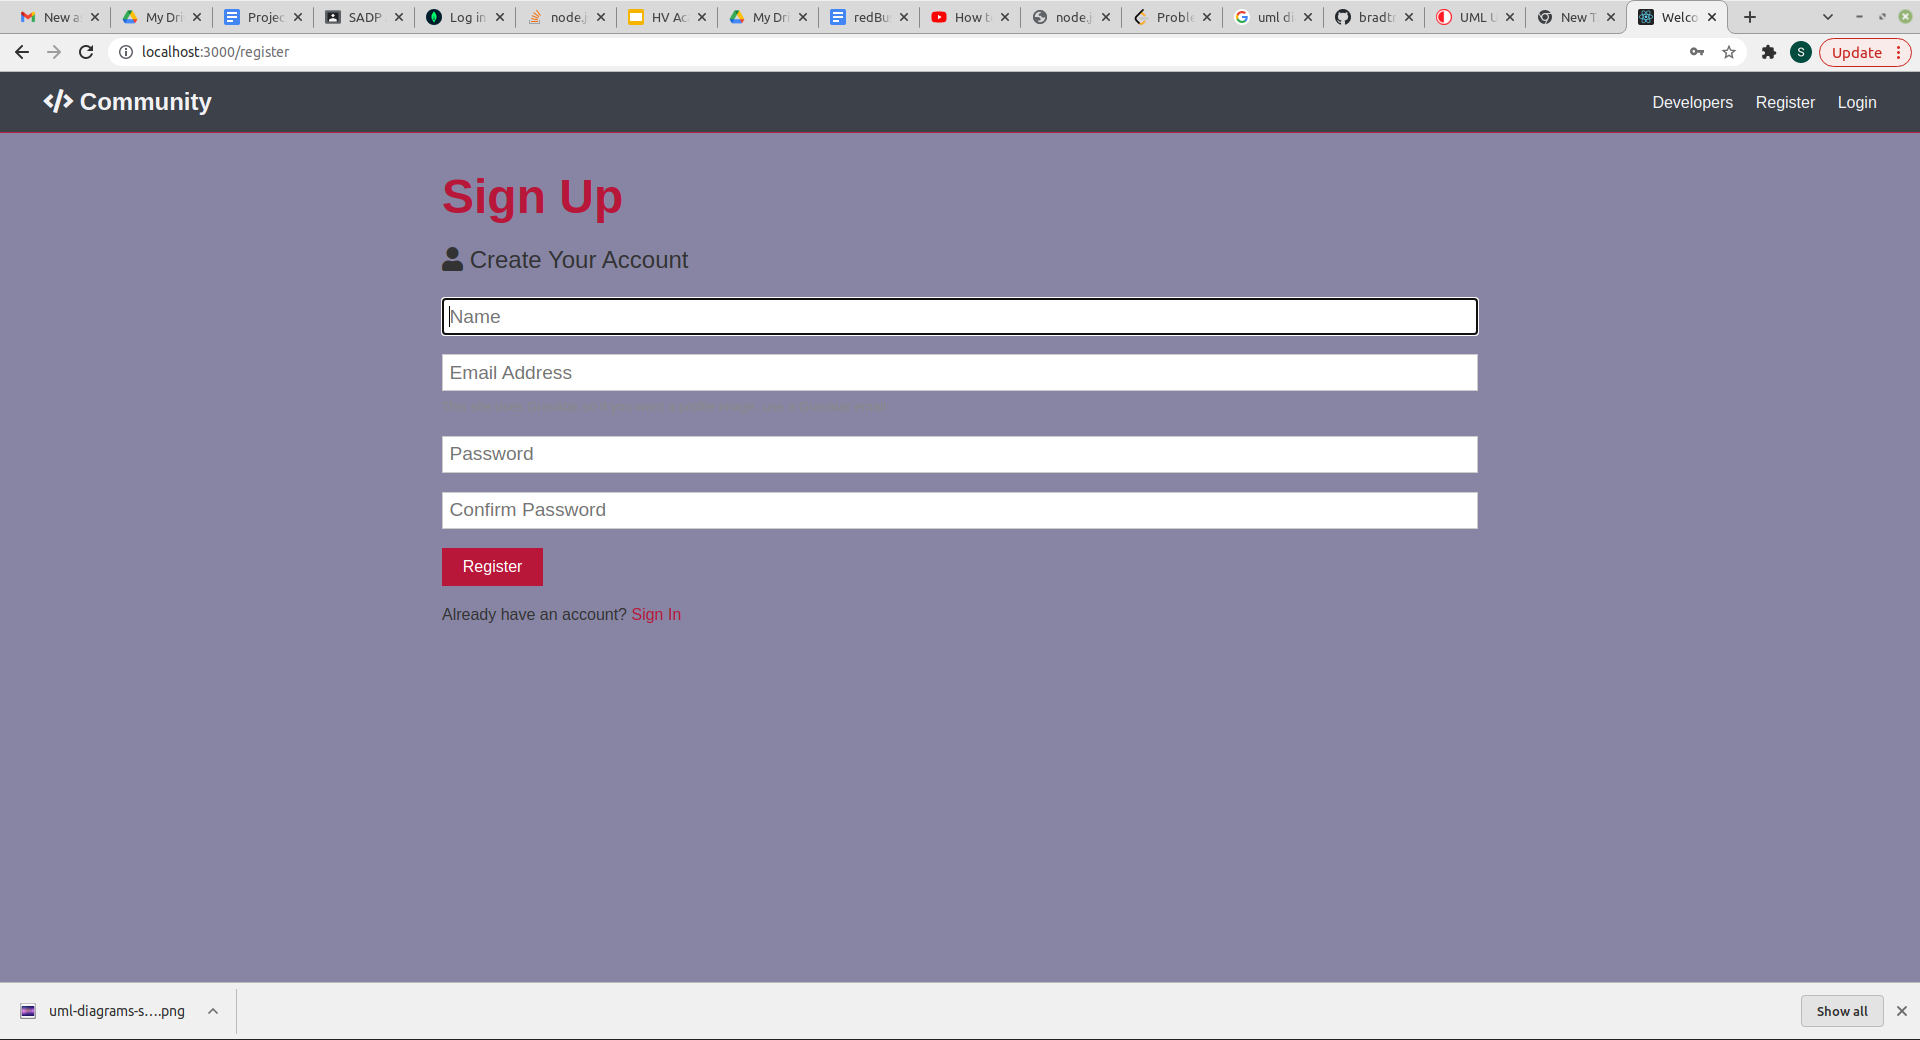 New a
My Dri
Projec
SADP
Log in
node.j
HV Ac
My Dri
redBu
How t
node.j
Proble
uml di
bradtr
UML U
New T
Welco
localhost:3000/register
S
Update
</> Community
Developers
Register
Login
Sign Up
Create Your Account
Name
Email Address
Password
Confirm Password
Register
Already have an account? Sign In
uml-diagrams-s....png
Show all